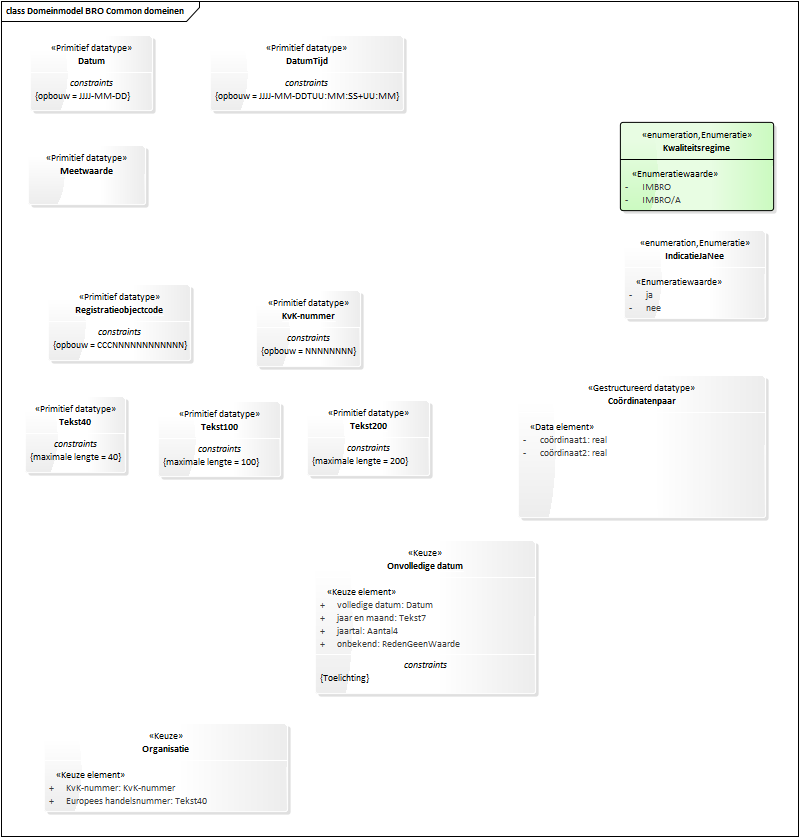 class Domeinmodel BRO Common domeinen
«Primitief datatype»
Datum
constraints
{opbouw = JJJJ-MM-DD}
«Primitief datatype»
DatumTijd
constraints
{opbouw = JJJJ-MM-DDTUU:MM:SS+UU:MM}
«enumeration,Enumeratie»
Kwaliteitsregime
«Enumeratiewaarde»
- IMBRO
- IMBRO/A
«Primitief datatype»
Meetwaarde
«enumeration,Enumeratie»
IndicatieJaNee
«Enumeratiewaarde»
- ja
- nee
«Primitief datatype»
Registratieobjectcode
constraints
{opbouw = CCCNNNNNNNNNNNN}
«Primitief datatype»
KvK-nummer
constraints
{opbouw = NNNNNNNN}
«Primitief datatype»
Tekst40
constraints
{maximale lengte = 40}
«Primitief datatype»
Tekst100
constraints
{maximale lengte = 100}
«Primitief datatype»
Tekst200
constraints
{maximale lengte = 200}
«Gestructureerd datatype»
Coördinatenpaar
«Data element»
- coördinaat1: real
- coördinaat2: real
«Keuze»
Onvolledige datum
«Keuze element»
+ volledige datum: Datum
+ jaar en maand: Tekst7
+ jaartal: Aantal4
+ onbekend: RedenGeenWaarde
constraints
{Toelichting}
«Keuze»
Organisatie
«Keuze element»
+ KvK-nummer: KvK-nummer
+ Europees handelsnummer: Tekst40